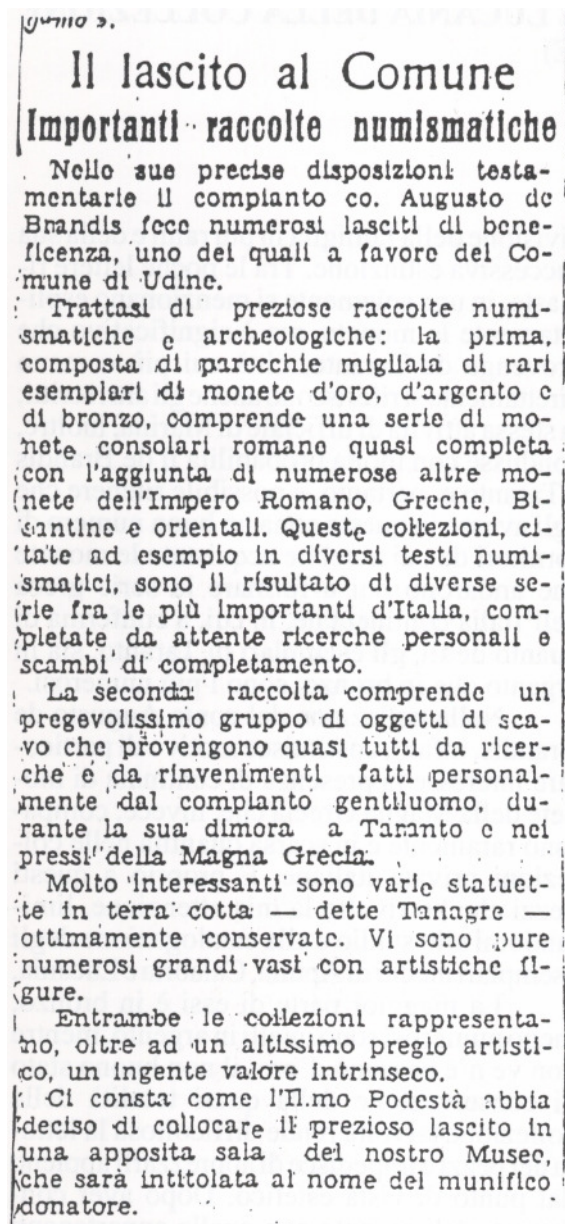 Il lascito al Comune
Importanti raccolte numismatiche
Nelle sue precise disposizioni testa-
mentarie il compianto co. Augusto de
Brandis fece numerosi lasciti di bene-
ficenza, uno dei quali a favore del Co-
mune di Udine.
Trattasi di preziose raccolte numi-
smatiche e archeologiche: la prima,
composta di parecchie migliaia di rari
esemplari di monete d'oro, d'argento e
di bronzo, comprende una serie di mo-
nete consolari romane quasi completa
con l'aggiunta di numerose altre mo-
nete dell'Impero Romano, Greche, Bi-
santine e orientali. Queste collezioni, ci-
tate ad esempio in diversi testi numi-
smatici, sono il risultato di diverse se-
rie fra le più importanti d'Italia, com-
pletate da attente ricerche personali e
scambi di completamento.
La seconda raccolta comprende un
pregevolissimo gruppo di oggetti di sca-
vo che provengono quasi tutti da ricer-
che e da rinvenimenti fatti personal-
mente dal compianto gentiluomo, du-
rante la sua dimora a Taranto e nei
pressi della Magna Grecia.
Molto interessanti sono varie statuet-
te in terra cotta — dette Tanagre —
ottimamente conservate. Vi sono pure
numerosi grandi vasi con artistiche fi-
gure.
Entrambe le collezioni rappresenta-
no, oltre ad un altissimo pregio artisti-
co, un ingente valore intrinseco.
Ci consta come l'Ill.mo Podestà abbia
deciso di collocare il prezioso lascito in
una apposita sala del nostro Museo,
che sarà intitolata al nome del munifico
donatore.